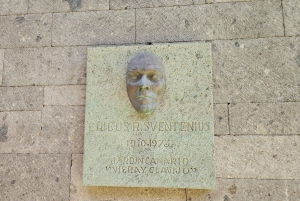 ERICUS R. SVENTENIUS
1910-1973
JARDIN CANARIO
"VIERA Y CLAVIJO"